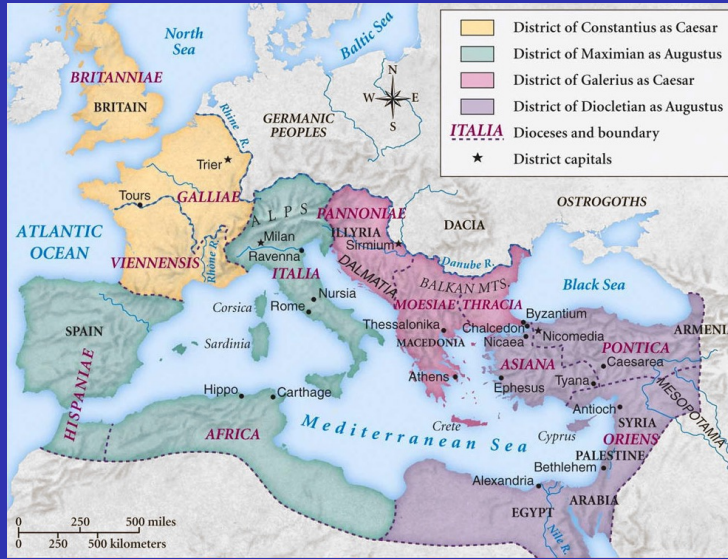 North
Sea
Baltic Sea
BRITANNIAE
BRITAIN
N
W
E
S
GERMANIC
PEOPLES
Rhine R.
Trier
Tours
GALLIAE
ATLANTIC
OCEAN
VIENNENSIS
Rhone R.
ALPS
Milan
Ravenna
ITALIA
PANNONIAE
ILLYRIA
Sirmium
DALMATIA
DACIA
OSTROGOTHS
Danube R.
BALKAN MTS.
Black Sea
MOESIAE
THRACIA
Corsica
Nursia
Rome
Sardinia
SPAIN
HISPANIAE
Thessalonika
MACEDONIA
Athens
Byzantium
Chalcedon
Nicomedia
Nicaea
ARMENIA
PONTICA
Caesarea
ASIANA
Ephesus
Tyana
MESOPOTAMIA
Antioch
SYRIA
ORIENS
Hippo
Carthage
AFRICA
Mediterranean Sea
Crete
Cyprus
PALESTINE
Bethlehem
Alexandria
EGYPT
ARABIA
Nile R.
District of Constantius as Caesar
District of Maximian as Augustus
District of Galerius as Caesar
District of Diocletian as Augustus
ITALIA Dioceses and boundary
District capitals
0 250 500 miles
0 250 500 kilometers